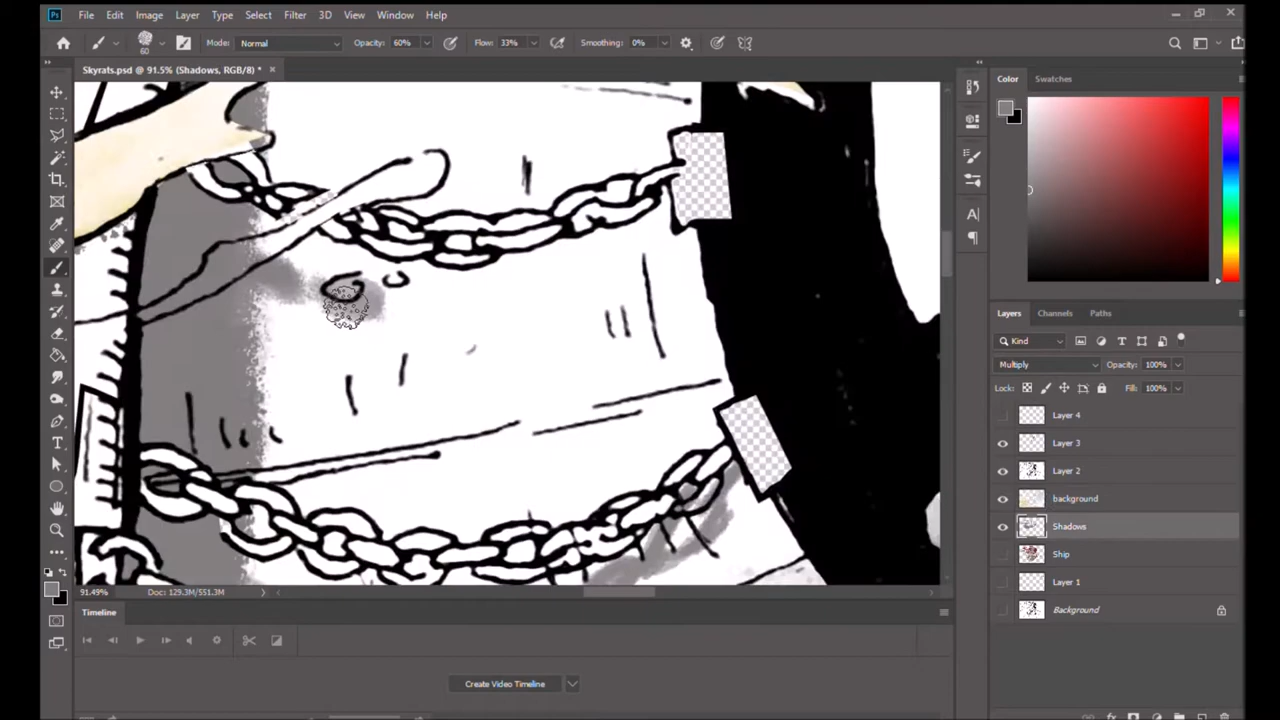 Ps File Edit Image Layer Type Select Filter 3D View Window Help
60 Mode: Normal Opacity: 60% Flow: 33% Smoothing: 0%
Skyrats.psd @ 91.5% (Shadows, RGB/8) *
Color Swatches
Layers Channels Paths
Kind
Multiply Opacity: 100%
Lock: Fill: 100%
Layer 4
Layer 3
Layer 2
background
Shadows
Ship
Layer 1
Background
91.49% Doc: 129.3M/551.3M
Timeline
Create Video Timeline